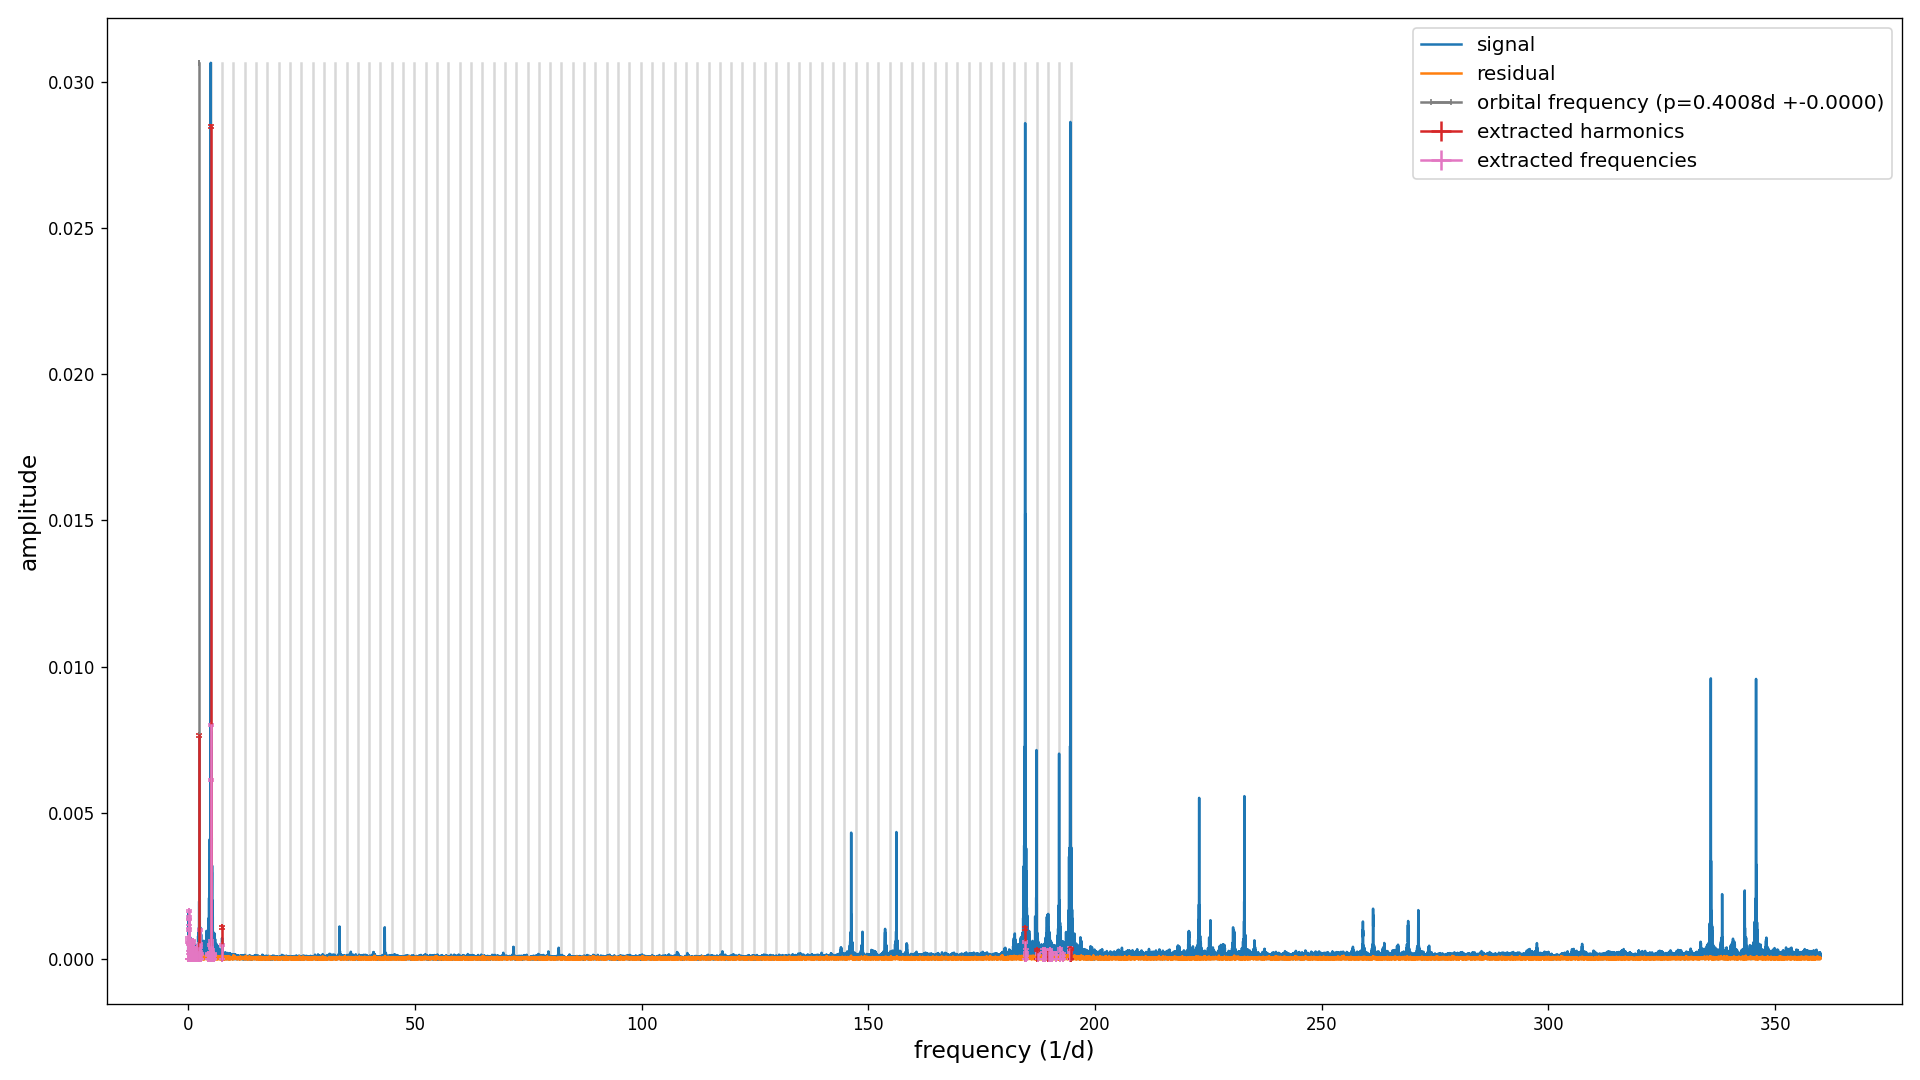 signal
residual
orbital frequency (p=0.4008d +-0.0000)
extracted harmonics
extracted frequencies
0.030
0.025
0.020
0.015
0.010
0.005
0.000
amplitude
0 50 100 150 200 250 300 350
frequency (1/d)